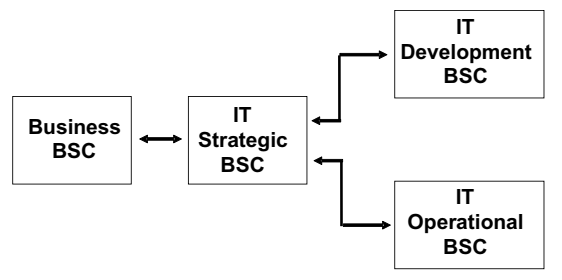 Business
BSC
IT
Strategic
BSC
IT
Development
BSC
IT
Operational
BSC